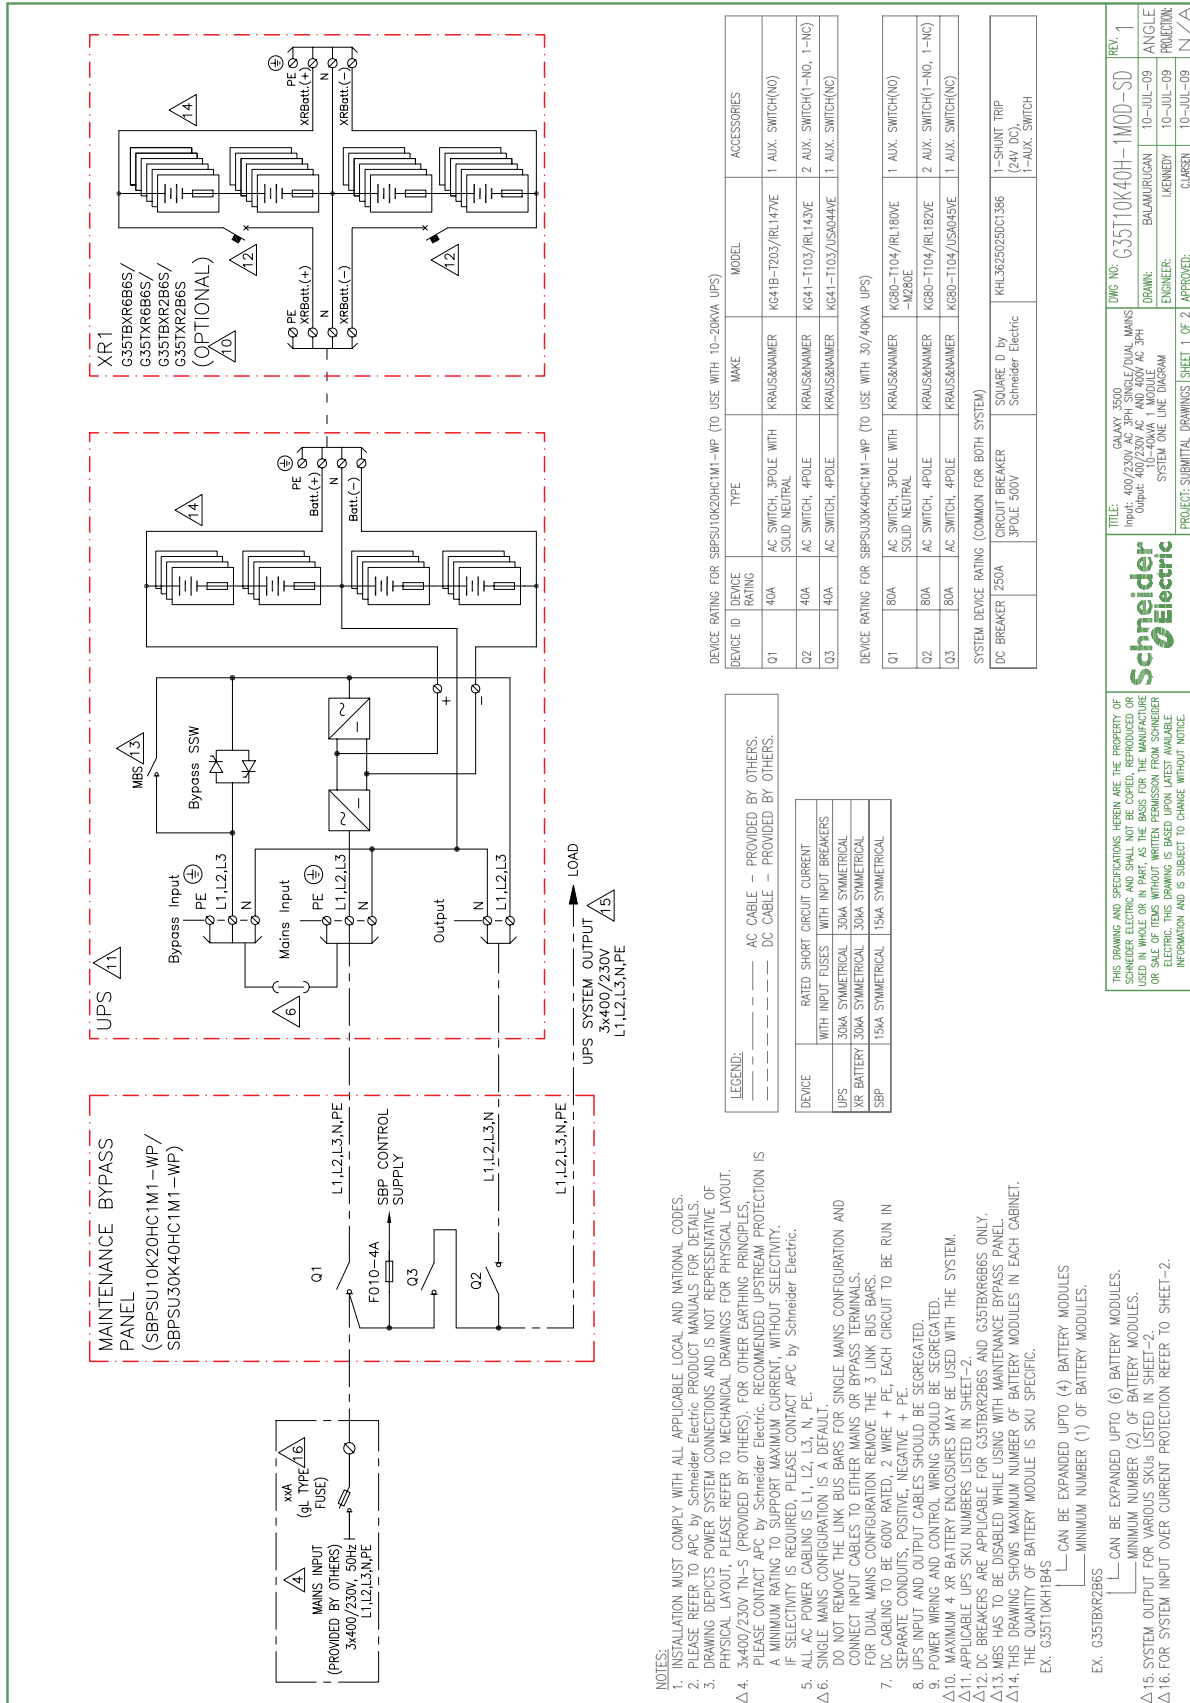 MAINS INPUT
(PROVIDED BY OTHERS)
3x400/230V, 50Hz
L1,L2,L3,N,PE
4
xxA
(gL TYPE
FUSE)
16
MAINTENANCE BYPASS
PANEL
(SBPSU10K20HC1M1-WP/
SBPSU30K40HC1M1-WP)
Q1
F010-4A
Q3
Q2
SBP CONTROL
SUPPLY
L1,L2,L3,N,PE
L1,L2,L3,N
L1,L2,L3,N,PE
UPS
11
6
Bypass Input
PE
L1,L2,L3
N
Mains Input
PE
L1,L2,L3
N
Output
N
L1,L2,L3
MBS
13
Bypass SSW
+
-
14
PE
Batt.(+)
N
Batt.(-)
UPS SYSTEM OUTPUT
3x400/230V
L1,L2,L3,N,PE
LOAD
15
XR1
G35TBXR6B6S/
G35TXR6B6S/
G35TBXR2B6S/
G35TXR2B6S
(OPTIONAL)
10
PE
XRBatt.(+)
N
XRBatt.(-)
12
12
14
PE
XRBatt.(+)
N
XRBatt.(-)
NOTES:
1. INSTALLATION MUST COMPLY WITH ALL APPLICABLE LOCAL AND NATIONAL CODES.
2. PLEASE REFER TO APC by Schneider Electric PRODUCT MANUALS FOR DETAILS.
3. DRAWING DEPICTS POWER SYSTEM CONNECTIONS AND IS NOT REPRESENTATIVE OF
PHYSICAL LAYOUT, PLEASE REFER TO MECHANICAL DRAWINGS FOR PHYSICAL LAYOUT.
△4. 3x400/230V TN-S (PROVIDED BY OTHERS). FOR OTHER EARTHING PRINCIPLES,
PLEASE CONTACT APC by Schneider Electric. RECOMMENDED UPSTREAM PROTECTION IS
A MINIMUM RATING TO SUPPORT MAXIMUM CURRENT, WITHOUT SELECTIVITY.
IF SELECTIVITY IS REQUIRED, PLEASE CONTACT APC by Schneider Electric.
5. ALL AC POWER CABLING IS L1, L2, L3, N, PE.
△6. SINGLE MAINS CONFIGURATION IS A DEFAULT.
DO NOT REMOVE THE LINK BUS BARS FOR SINGLE MAINS CONFIGURATION AND
CONNECT INPUT CABLES TO EITHER MAINS OR BYPASS TERMINALS.
FOR DUAL MAINS CONFIGURATION REMOVE THE 3 LINK BUS BARS.
7. DC CABLING TO BE 600V RATED, 2 WIRE + PE, EACH CIRCUIT TO BE RUN IN
SEPARATE CONDUITS, POSITIVE, NEGATIVE + PE.
8. UPS INPUT AND OUTPUT CABLES SHOULD BE SEGREGATED.
9. POWER WIRING AND CONTROL WIRING SHOULD BE SEGREGATED.
△10. MAXIMUM 4 XR BATTERY ENCLOSURES MAY BE USED WITH THE SYSTEM.
△11. APPLICABLE UPS SKU NUMBERS LISTED IN SHEET-2.
△12. DC BREAKERS ARE APPLICABLE FOR G35TBXR2B6S AND G35TBXR6B6S ONLY.
△13. MBS HAS TO BE DISABLED WHILE USING WITH MAINTENANCE BYPASS PANEL.
△14. THIS DRAWING SHOWS MAXIMUM NUMBER OF BATTERY MODULES IN EACH CABINET.
THE QUANTITY OF BATTERY MODULE IS SKU SPECIFIC.
EX. G35T10KH1B4S
CAN BE EXPANDED UPTO (4) BATTERY MODULES
MINIMUM NUMBER (1) OF BATTERY MODULES.
EX. G35TBXR2B6S
CAN BE EXPANDED UPTO (6) BATTERY MODULES.
MINIMUM NUMBER (2) OF BATTERY MODULES.
△15. SYSTEM OUTPUT FOR VARIOUS SKUs LISTED IN SHEET-2.
△16. FOR SYSTEM INPUT OVER CURRENT PROTECTION REFER TO SHEET-2.
LEGEND:
AC CABLE - PROVIDED BY OTHERS.
DC CABLE - PROVIDED BY OTHERS.
DEVICE RATED SHORT CIRCUIT CURRENT
WITH INPUT FUSES WITH INPUT BREAKERS
UPS 30kA SYMMETRICAL 30kA SYMMETRICAL
XR BATTERY 30kA SYMMETRICAL 30kA SYMMETRICAL
SBP 15kA SYMMETRICAL 15kA SYMMETRICAL
DEVICE RATING FOR SBPSU10K20HC1M1-WP (TO USE WITH 10-20KVA UPS)
DEVICE ID DEVICE RATING TYPE MAKE MODEL ACCESSORIES
Q1 40A AC SWITCH, 3POLE WITH SOLID NEUTRAL KRAUS&NAIMER KG41B-T203/IRL147VE 1 AUX. SWITCH(NO)
Q2 40A AC SWITCH, 4POLE KRAUS&NAIMER KG41-T103/IRL143VE 2 AUX. SWITCH(1-NO, 1-NC)
Q3 40A AC SWITCH, 4POLE KRAUS&NAIMER KG41-T103/USA044VE 1 AUX. SWITCH(NC)
DEVICE RATING FOR SBPSU30K40HC1M1-WP (TO USE WITH 30/40KVA UPS)
Q1 80A AC SWITCH, 3POLE WITH SOLID NEUTRAL KRAUS&NAIMER KG80-T104/IRL180VE -M280E 1 AUX. SWITCH(NO)
Q2 80A AC SWITCH, 4POLE KRAUS&NAIMER KG80-T104/IRL182VE 2 AUX. SWITCH(1-NO, 1-NC)
Q3 80A AC SWITCH, 4POLE KRAUS&NAIMER KG80-T104/USA045VE 1 AUX. SWITCH(NC)
SYSTEM DEVICE RATING (COMMON FOR BOTH SYSTEM)
DC BREAKER 250A CIRCUIT BREAKER 3POLE 500V SQUARE D by Schneider Electric KHL3625025DC1386 1-SHUNT TRIP (24V DC), 1-AUX. SWITCH
THIS DRAWING AND SPECIFICATIONS HEREIN ARE THE PROPERTY OF
SCHNEIDER ELECTRIC AND SHALL NOT BE COPIED, REPRODUCED OR
USED IN WHOLE OR IN PART, AS THE BASIS FOR THE MANUFACTURE
OR SALE OF ITEMS WITHOUT WRITTEN PERMISSION FROM SCHNEIDER
ELECTRIC. THIS DRAWING IS BASED UPON LATEST AVAILABLE
INFORMATION AND IS SUBJECT TO CHANGE WITHOUT NOTICE.
Schneider
Electric
TITLE: GALAXY 3500
Input: 400/230V AC 3PH SINGLE/DUAL MAINS
Output: 400/230V AC AND 400V AC 3PH
10-40kVA 1 MODULE
SYSTEM ONE LINE DIAGRAM
PROJECT: SUBMITTAL DRAWINGS SHEET 1 OF 2
DWG NO: G35T10K40H-1MOD-SD REV. 1
DRAWN: BALAMURUGAN 10-JUL-09
ENGINEER: I.KENNEDY 10-JUL-09
APPROVED: C.LARSEN 10-JUL-09
ANGLE
PROJECTION:
N/A